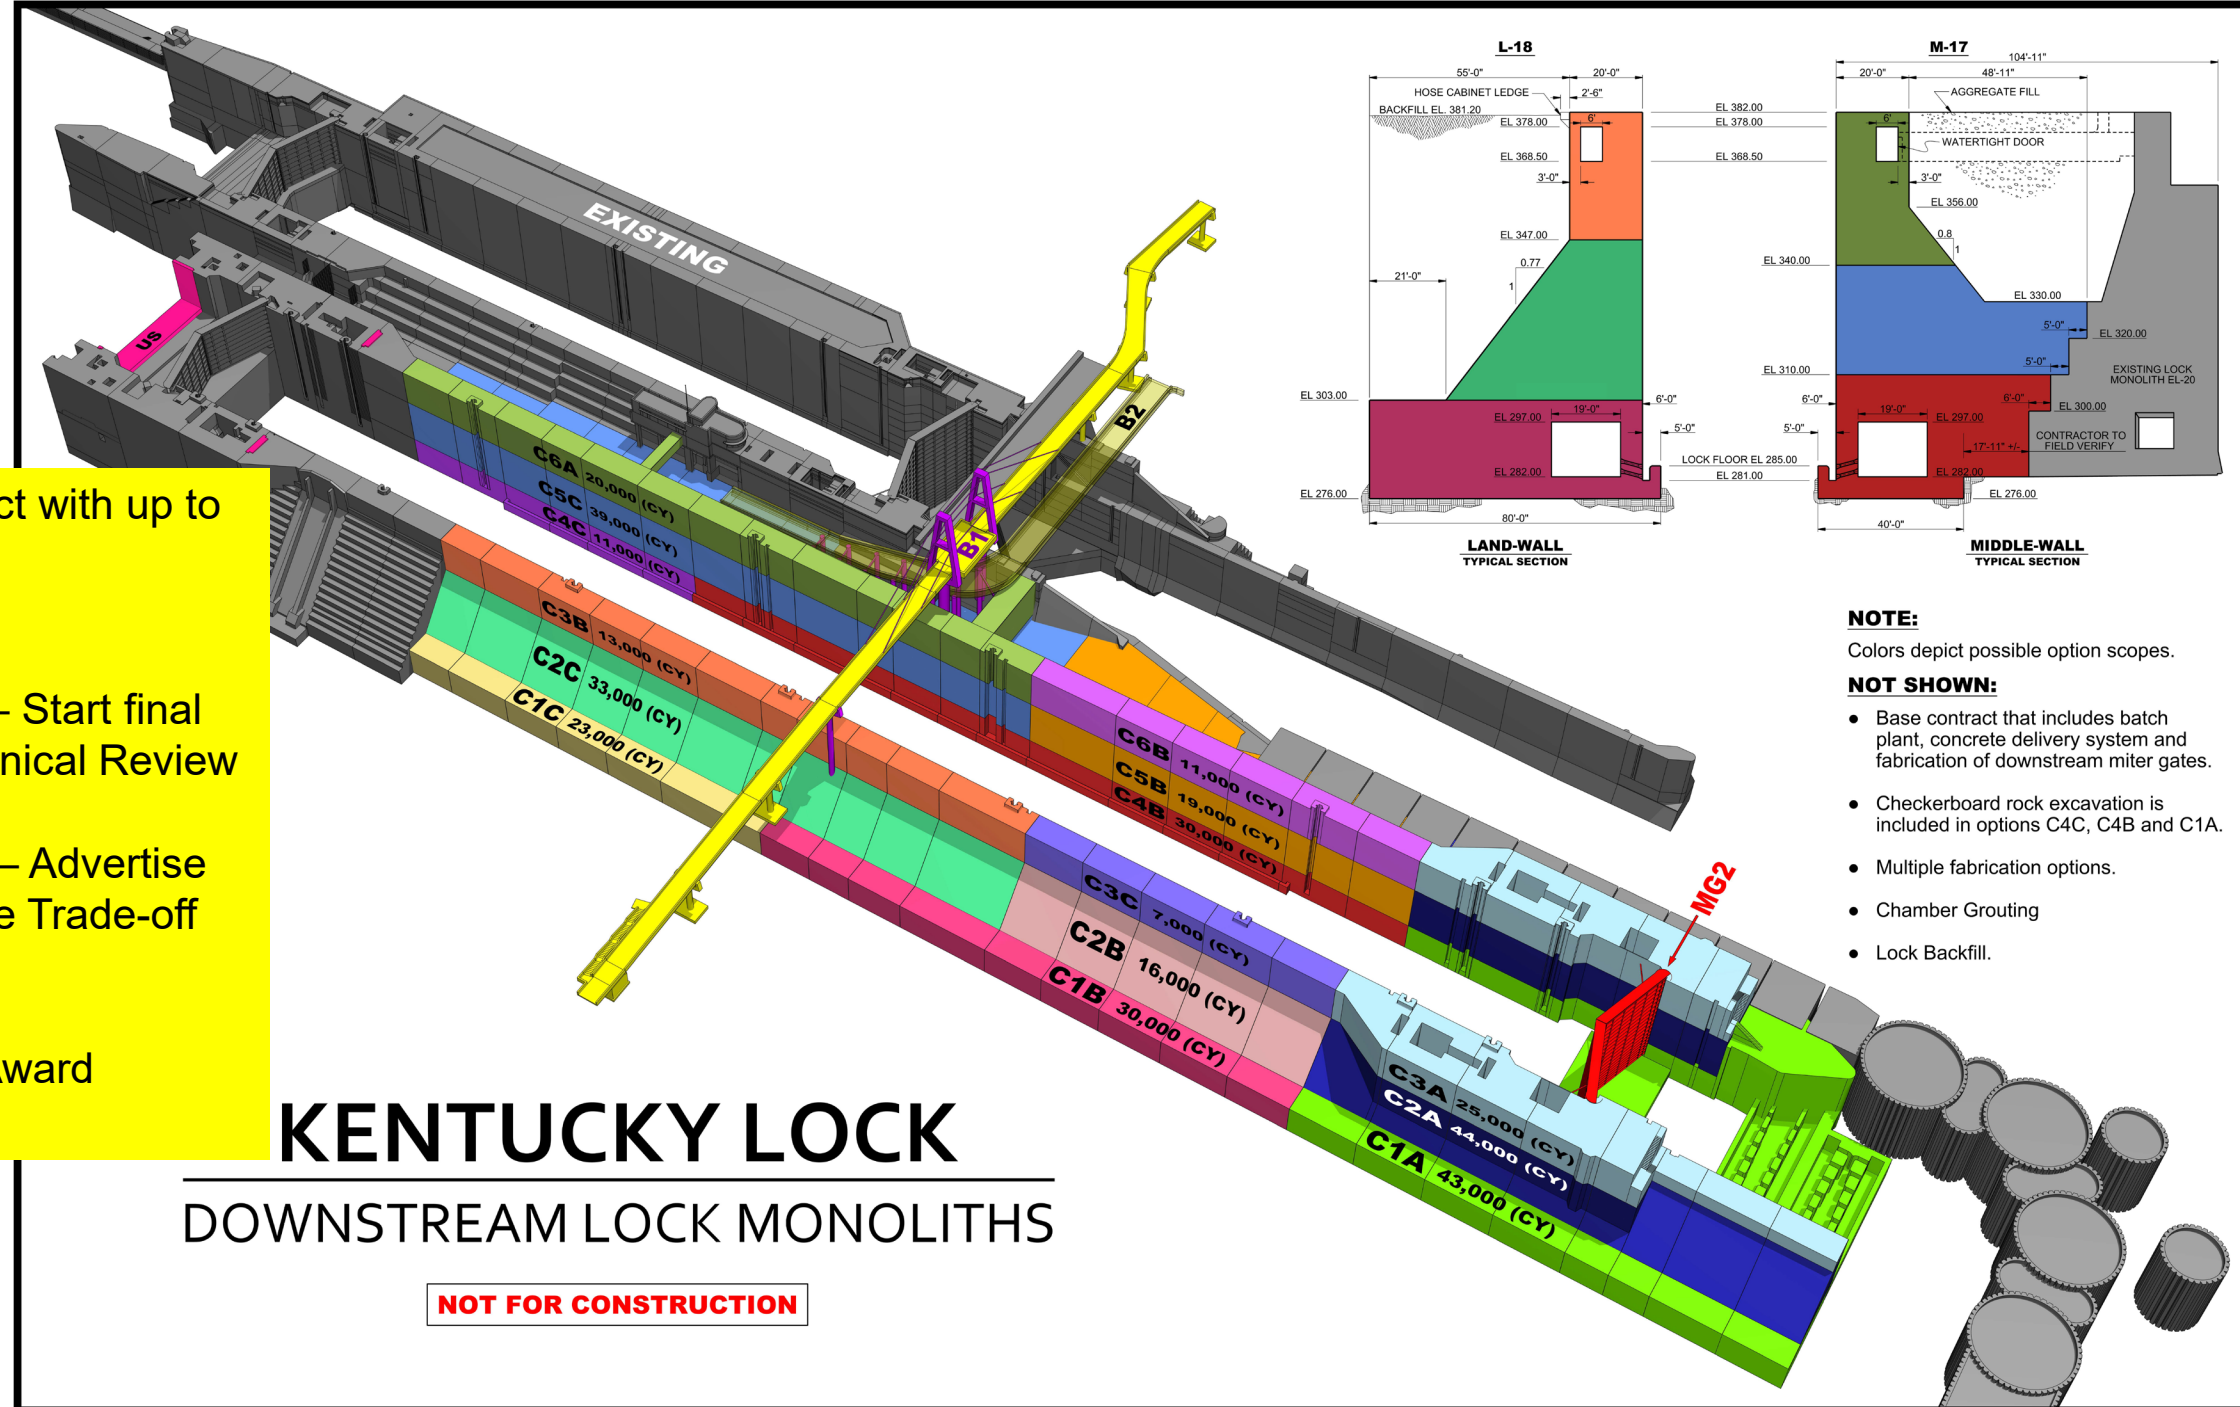 L-18
55'-0"
20'-0"
HOSE CABINET LEDGE
2'-6"
BACKFILL EL. 381.20
EL 378.00
6'
EL 368.50
3'-0"
EL 347.00
0.77
1
21'-0"
EL 303.00
EL 297.00
19'-0"
6'-0"
5'-0"
EL 282.00
EL 276.00
80'-0"
LAND-WALL
TYPICAL SECTION
EL 382.00
EL 378.00
EL 368.50
EL 340.00
EL 310.00
LOCK FLOOR EL 285.00
EL 281.00
M-17
104'-11"
20'-0"
48'-11"
AGGREGATE FILL
6'
WATERTIGHT DOOR
3'-0"
EL 356.00
0.8
1
EL 330.00
5'-0"
EL 320.00
5'-0"
EXISTING LOCK
MONOLITH EL-20
6'-0"
6'-0"
EL 300.00
19'-0"
EL 297.00
5'-0"
17'-11" +/-
CONTRACTOR TO
FIELD VERIFY
EL 282.00
EL 276.00
40'-0"
MIDDLE-WALL
TYPICAL SECTION
NOTE:
Colors depict possible option scopes.
NOT SHOWN:
● Base contract that includes batch
plant, concrete delivery system and
fabrication of downstream miter gates.
● Checkerboard rock excavation is
included in options C4C, C4B and C1A.
● Multiple fabrication options.
● Chamber Grouting
● Lock Backfill.
EXISTING
US
B2
B1
C6A 20,000 (CY)
C5C 39,000 (CY)
C4C 11,000 (CY)
C3B 13,000 (CY)
C2C 33,000 (CY)
C1C 23,000 (CY)
C6B 11,000 (CY)
C5B 19,000 (CY)
C4B 30,000 (CY)
C3C 7,000 (CY)
C2B 16,000 (CY)
C1B 30,000 (CY)
MG2
C3A 25,000 (CY)
C2A 44,000 (CY)
C1A 43,000 (CY)
ct with up to
– Start final
nical Review
– Advertise
e Trade-off
Award
KENTUCKY LOCK
DOWNSTREAM LOCK MONOLITHS
NOT FOR CONSTRUCTION